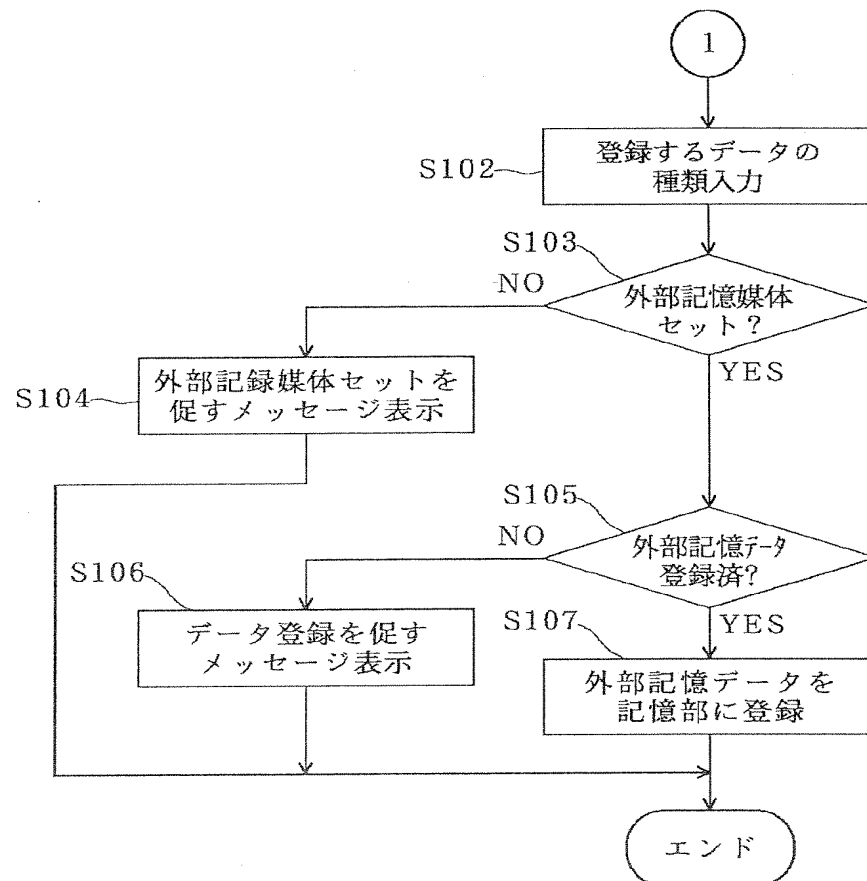 1
S102
登録するデータの
種類入力
S103
NO
外部記憶媒体
セット？
YES
S104
外部記録媒体セットを
促すメッセージ表示
S105
NO
外部記憶データ
登録済？
YES
S106
データ登録を促す
メッセージ表示
S107
外部記憶データを
記憶部に登録
エンド